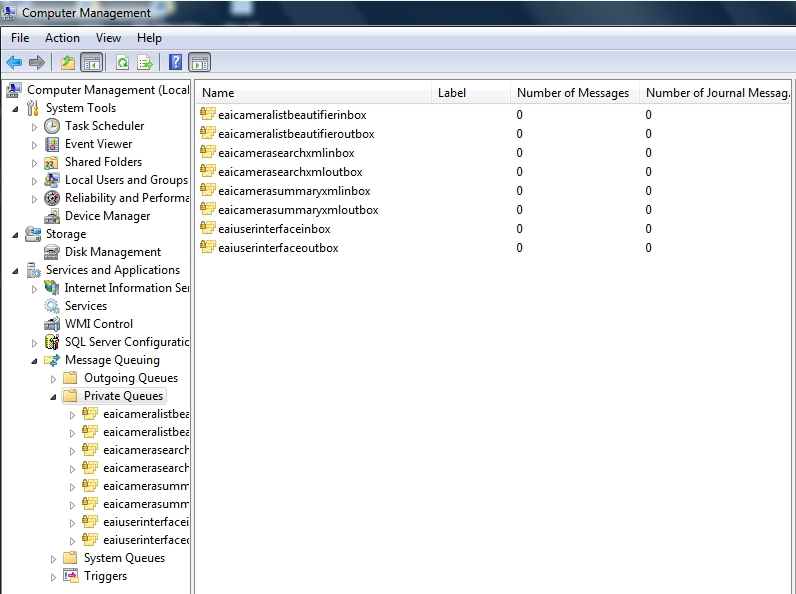 Computer Management
File Action View Help
Computer Management (Local
System Tools
Task Scheduler
Event Viewer
Shared Folders
Local Users and Groups
Reliability and Performa
Device Manager
Storage
Disk Management
Services and Applications
Internet Information Ser
Services
WMI Control
SQL Server Configuratio
Message Queuing
Outgoing Queues
Private Queues
eaicameralistbea
eaicameralistbea
eaicamerasearch
eaicamerasearch
eaicamerasumm
eaicamerasumm
eaiuserinterfacei
eaiuserinterfaceo
System Queues
Triggers
Name Label Number of Messages Number of Journal Messag.
eaicameralistbeautifierinbox 0 0
eaicameralistbeautifieroutbox 0 0
eaicamerasearchxmlinbox 0 0
eaicamerasearchxmloutbox 0 0
eaicamerasummaryxmlinbox 0 0
eaicamerasummaryxmloutbox 0 0
eaiuserinterfaceinbox 0 0
eaiuserinterfaceoutbox 0 0